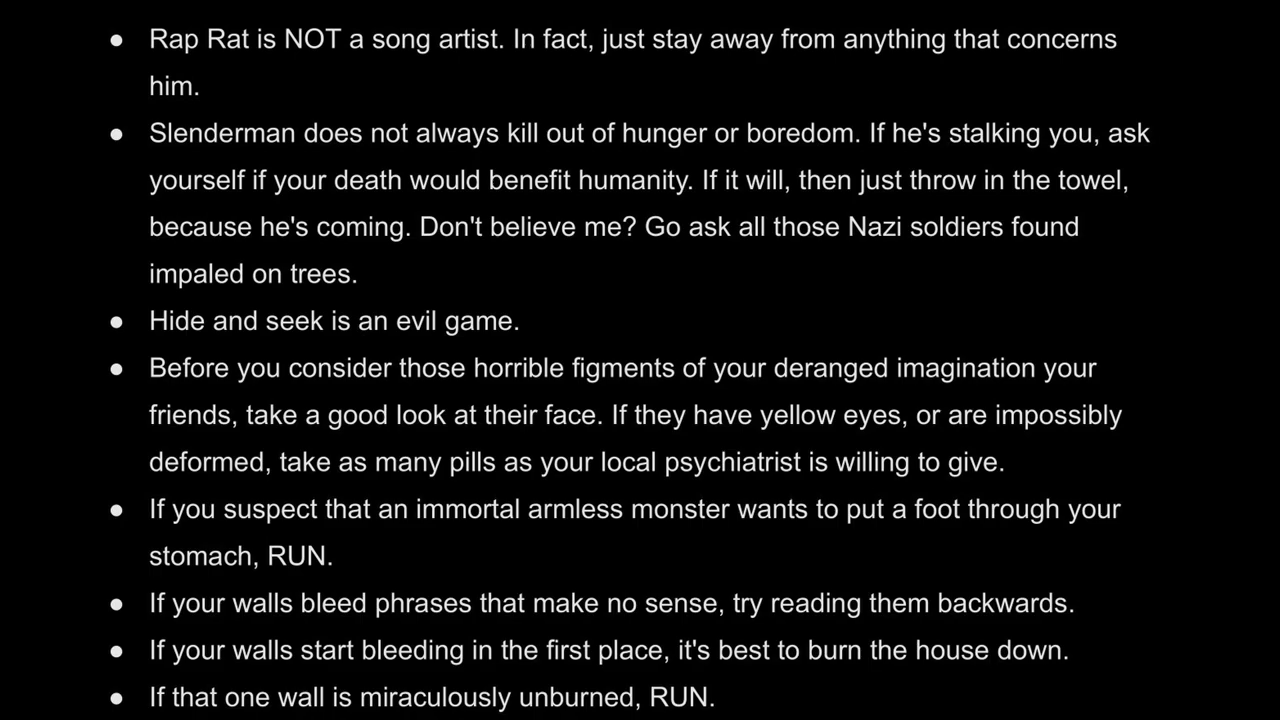 ● Rap Rat is NOT a song artist. In fact, just stay away from anything that concerns
him.
● Slenderman does not always kill out of hunger or boredom. If he's stalking you, ask
yourself if your death would benefit humanity. If it will, then just throw in the towel,
because he's coming. Don't believe me? Go ask all those Nazi soldiers found
impaled on trees.
● Hide and seek is an evil game.
● Before you consider those horrible figments of your deranged imagination your
friends, take a good look at their face. If they have yellow eyes, or are impossibly
deformed, take as many pills as your local psychiatrist is willing to give.
● If you suspect that an immortal armless monster wants to put a foot through your
stomach, RUN.
● If your walls bleed phrases that make no sense, try reading them backwards.
● If your walls start bleeding in the first place, it's best to burn the house down.
● If that one wall is miraculously unburned, RUN.